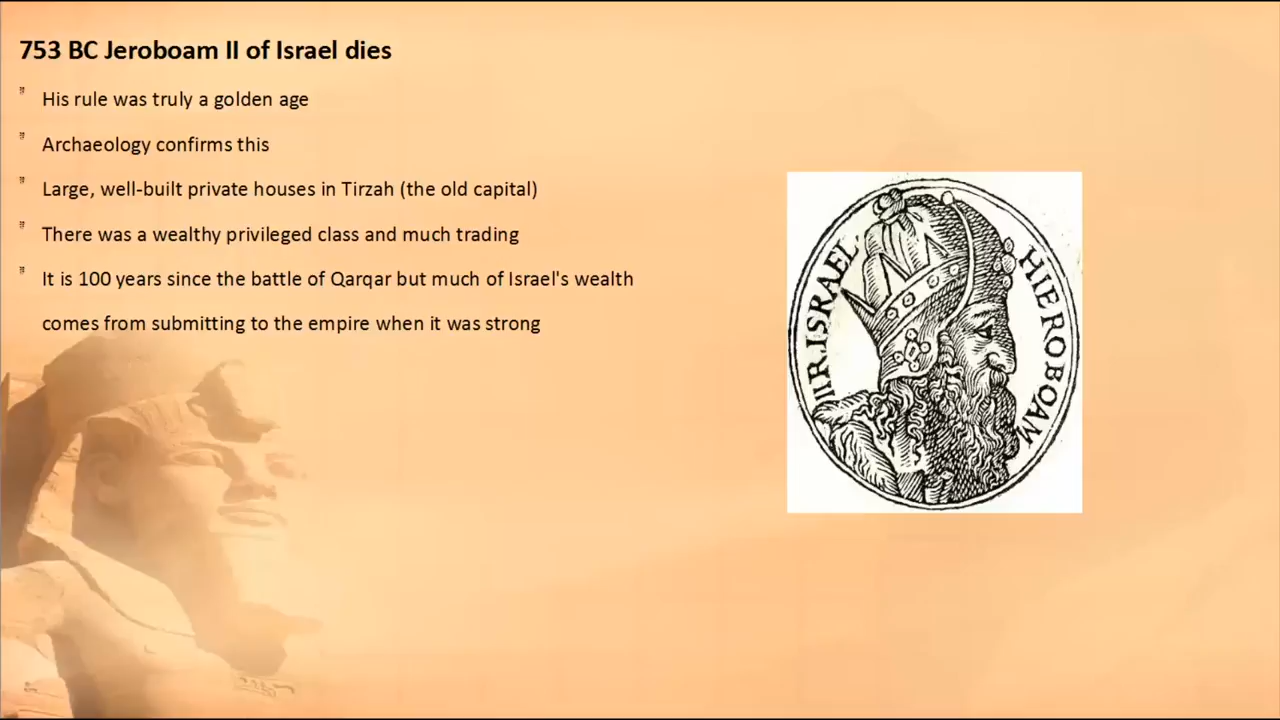 753 BC Jeroboam II of Israel dies
His rule was truly a golden age
Archaeology confirms this
Large, well-built private houses in Tirzah (the old capital)
There was a wealthy privileged class and much trading
It is 100 years since the battle of Qarqar but much of Israel's wealth
comes from submitting to the empire when it was strong
HIEROBOAM
IIR.ISRAEL